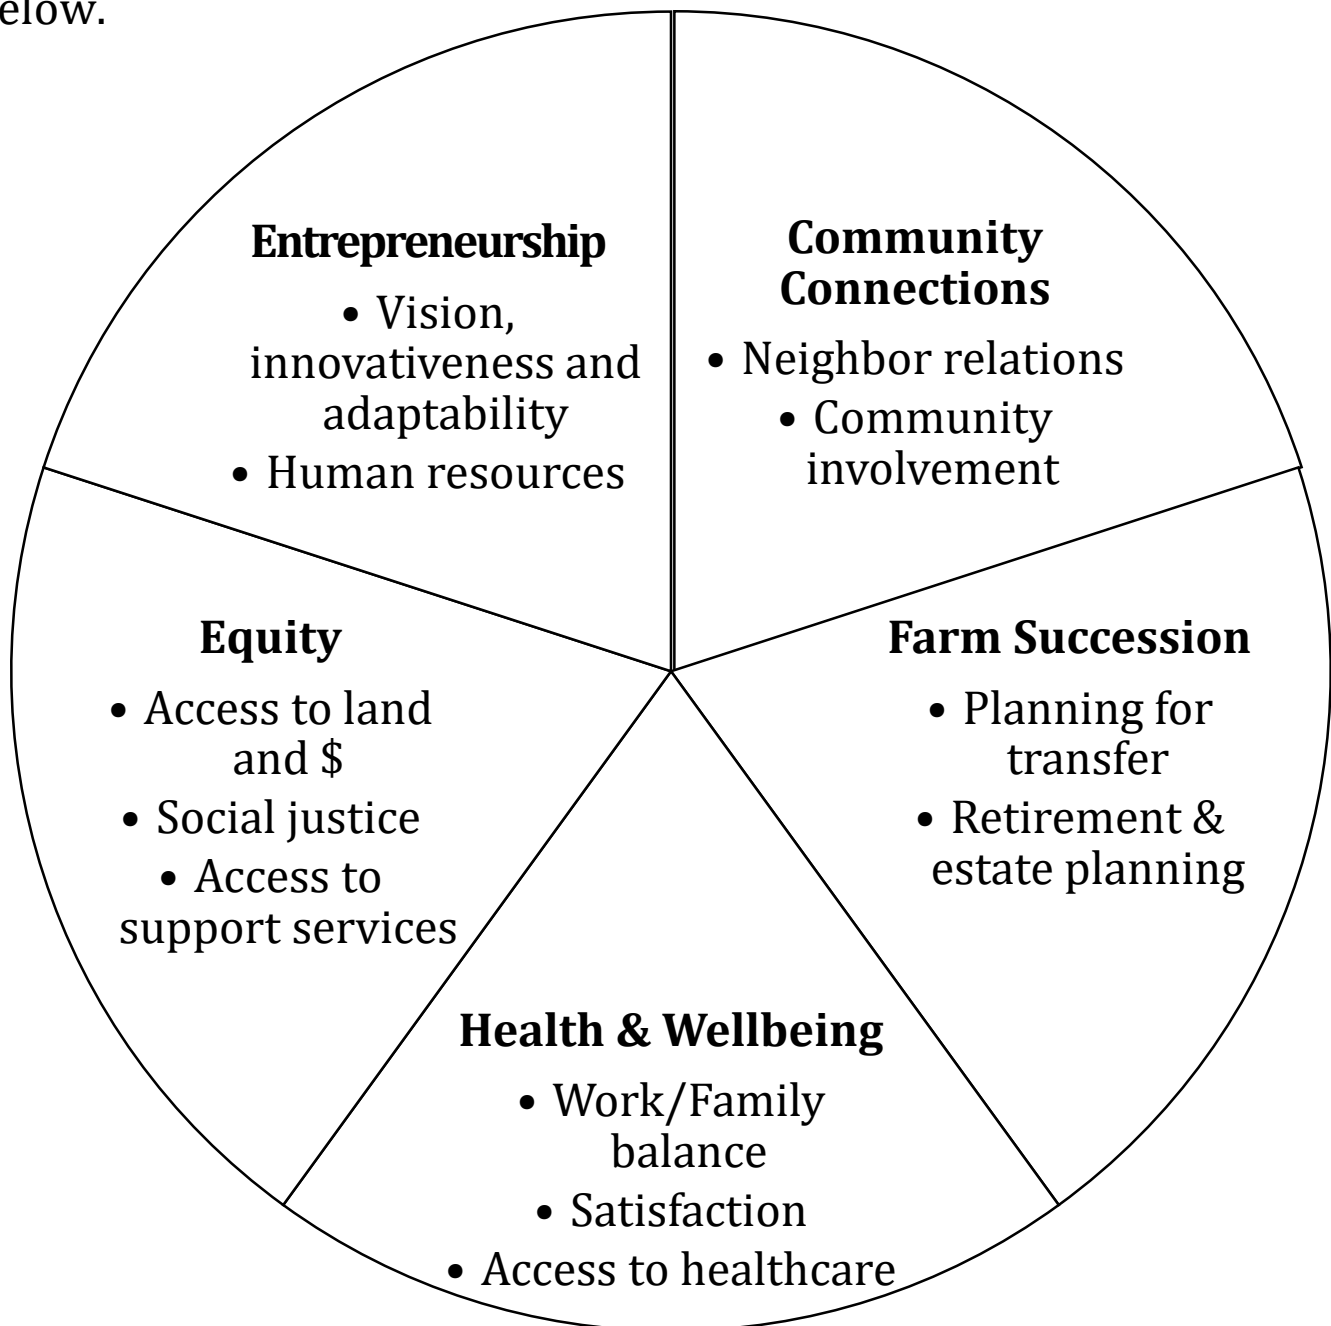 elow.
Entrepreneurship
• Vision,
innovativeness and
adaptability
• Human resources
Community
Connections
• Neighbor relations
• Community
involvement
Equity
• Access to land
and $
• Social justice
• Access to
support services
Farm Succession
• Planning for
transfer
• Retirement &
estate planning
Health & Wellbeing
• Work/Family
balance
• Satisfaction
• Access to healthcare